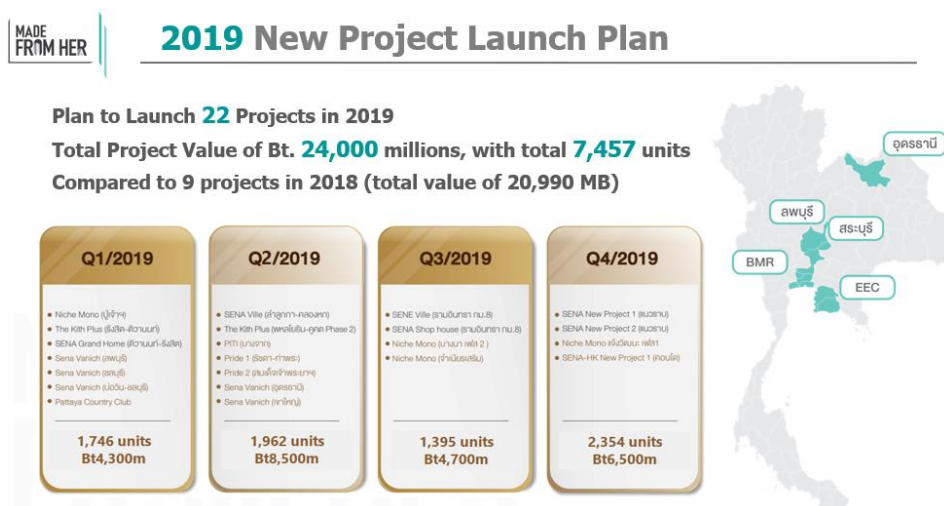 MADE
FROM HER
2019 New Project Launch Plan
Plan to Launch 22 Projects in 2019
Total Project Value of Bt. 24,000 millions, with total 7,457 units
Compared to 9 projects in 2018 (total value of 20,990 MB)
Q1/2019
• Niche Mono (ปู่เจ้าฯ)
• The Kith Plus (รังสิต-ติวานนท์)
• SENA Grand Home (ติวานนท์-รังสิต)
• Sena Vanich (ลพบุรี)
• Sena Vanich (ชลบุรี)
• Sena Vanich (บ่อวิน-ชลบุรี)
• Pattaya Country Club
1,746 units
Bt4,300m
Q2/2019
• SENA Ville (ลำลูกกา-คลองหก)
• The Kith Plus (พหลโยธิน-คูคต Phase 2)
• PITI (บางจาก)
• Pride 1 (รัชดา-ท่าพระ)
• Pride 2 (สมเด็จเจ้าพระยาฯ)
• Sena Vanich (อุดรธานี)
• Sena Vanich (เขาใหญ่)
1,962 units
Bt8,500m
Q3/2019
• SENE Ville (รามอินทรา กม.8)
• SENA Shop house (รามอินทรา กม.8)
• Niche Mono (บางนา เฟส 2 )
• Niche Mono (จำเนียรเสริม)
1,395 units
Bt4,700m
Q4/2019
• SENA New Project 1 (แนวราบ)
• SENA New Project 2 (แนวราบ)
• Niche Mono แจ้งวัฒนะ เฟส1
• SENA-HK New Project 1 (คอนโด)
2,354 units
Bt6,500m
อุดรธานี
ลพบุรี
สระบุรี
BMR
EEC